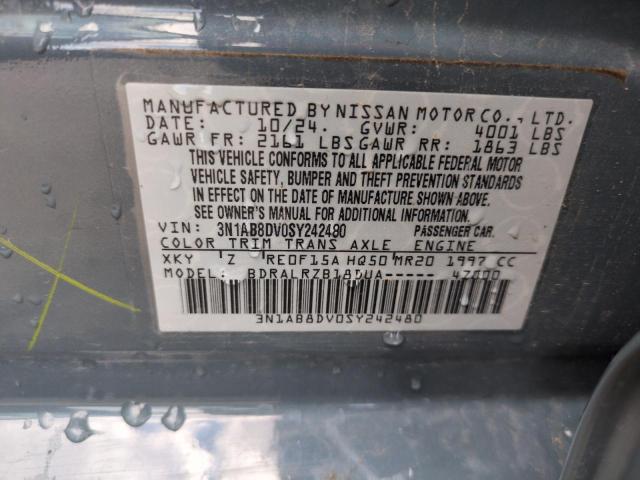 MANUFACTURED BY NISSAN MOTOR CO., LTD.
DATE: 10/24. GVWR: 4001 LBS
GAWR FR: 2161 LBS GAWR RR: 1863 LBS
THIS VEHICLE CONFORMS TO ALL APPLICABLE FEDERAL MOTOR
VEHICLE SAFETY, BUMPER AND THEFT PREVENTION STANDARDS
IN EFFECT ON THE DATE OF MANUFACTURE SHOWN ABOVE.
SEE OWNER'S MANUAL FOR ADDITIONAL INFORMATION.
VIN: 3N1AB8DV0SY242480 PASSENGER CAR.
COLOR TRIM TRANS AXLE ENGINE
XKY Z RE0F15A HQ50 MR20 1997 CC
MODEL: BDRALRZB18DUA----- 4Z000
3N1AB8DV0SY242480